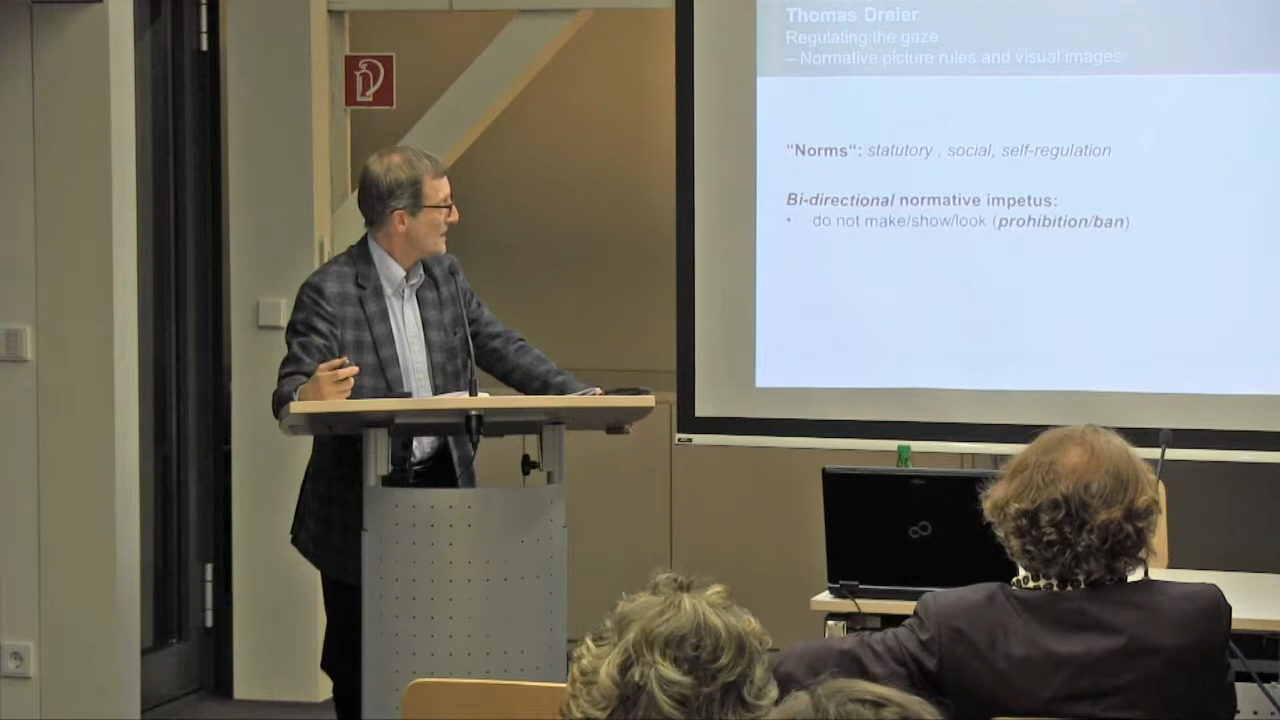 Thomas Dreier
Regulating the gaze
– Normative picture rules and visual images
"Norms“: statutory , social, self-regulation
Bi-directional normative impetus:
• do not make/show/look (prohibition/ban)